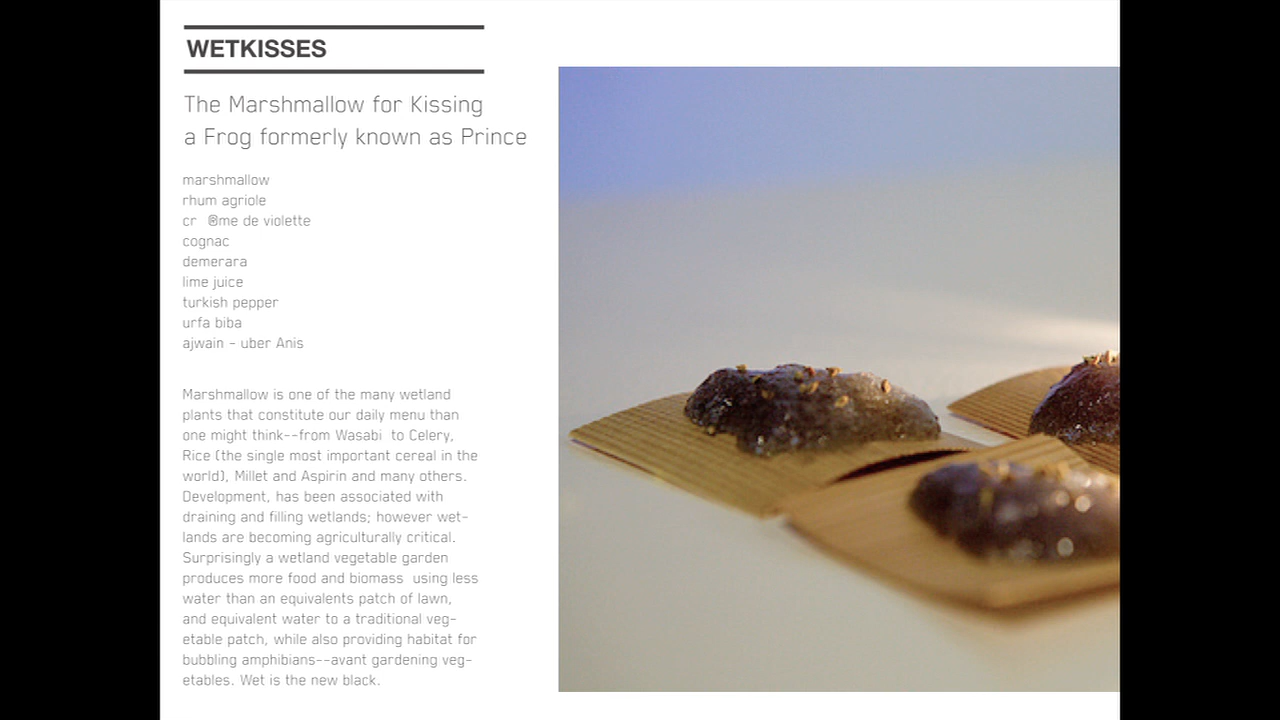 WETKISSES
The Marshmallow for Kissing
a Frog formerly known as Prince
marshmallow
rhum agriole
cr ®me de violette
cognac
demerara
lime juice
turkish pepper
urfa biba
ajwain - uber Anis
Marshmallow is one of the many wetland
plants that constitute our daily menu than
one might think--from Wasabi to Celery,
Rice (the single most important cereal in the
world), Millet and Aspirin and many others.
Development, has been associated with
draining and filling wetlands; however wet-
lands are becoming agriculturally critical.
Surprisingly a wetland vegetable garden
produces more food and biomass using less
water than an equivalents patch of lawn,
and equivalent water to a traditional veg-
etable patch, while also providing habitat for
bubbling amphibians--avant gardening veg-
etables. Wet is the new black.